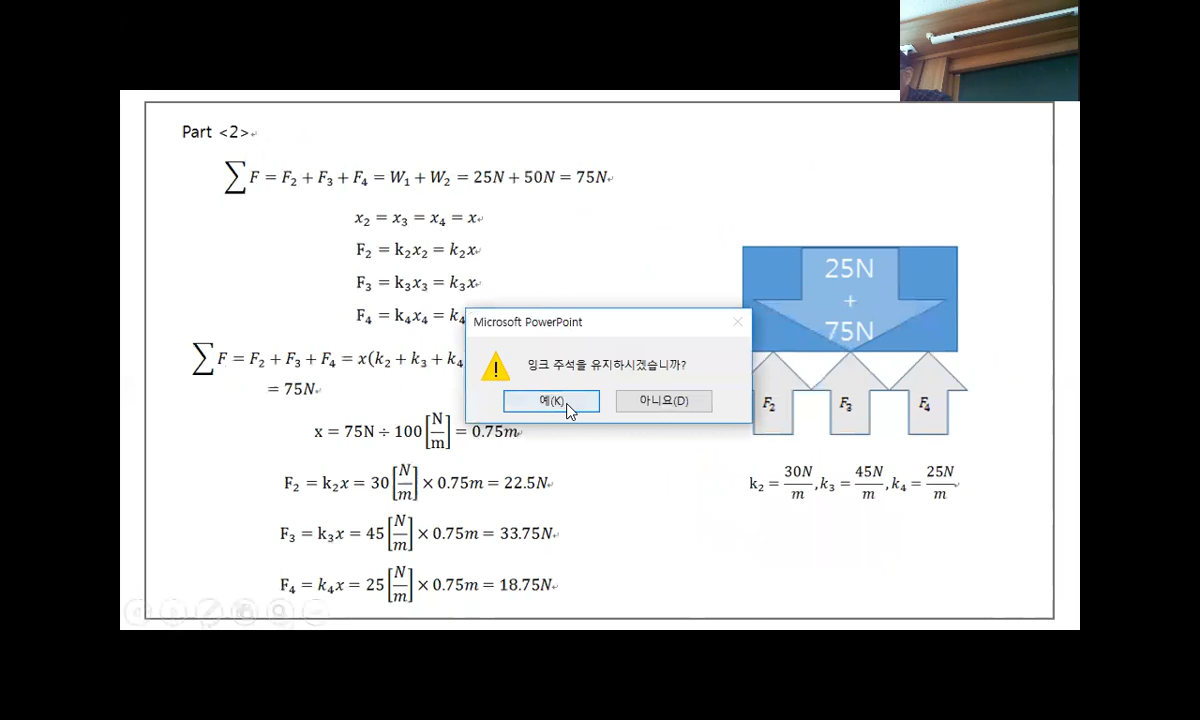 Part <2>
∑F = F₂ + F₃ + F₄ = W₁ + W₂ = 25N + 50N = 75N
x₂ = x₃ = x₄ = x
F₂ = k₂x₂ = k₂x
F₃ = k₃x₃ = k₃x
F₄ = k₄x₄ = k₄
∑F = F₂ + F₃ + F₄ = x(k₂ + k₃ + k₄
= 75N
x = 75N ÷ 100[N/m] = 0.75m
F₂ = k₂x = 30[N/m] × 0.75m = 22.5N
F₃ = k₃x = 45[N/m] × 0.75m = 33.75N
F₄ = k₄x = 25[N/m] × 0.75m = 18.75N
Microsoft PowerPoint
잉크 주석을 유지하시겠습니까?
예(K)
아니요(D)
25N
+
75N
F₂
F₃
F₄
k₂ = 30N/m, k₃ = 45N/m, k₄ = 25N/m